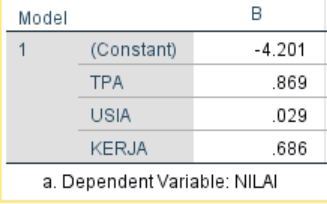 Model B
1 (Constant) -4.201
TPA .869
USIA .029
KERJA .686
a. Dependent Variable: NILAI